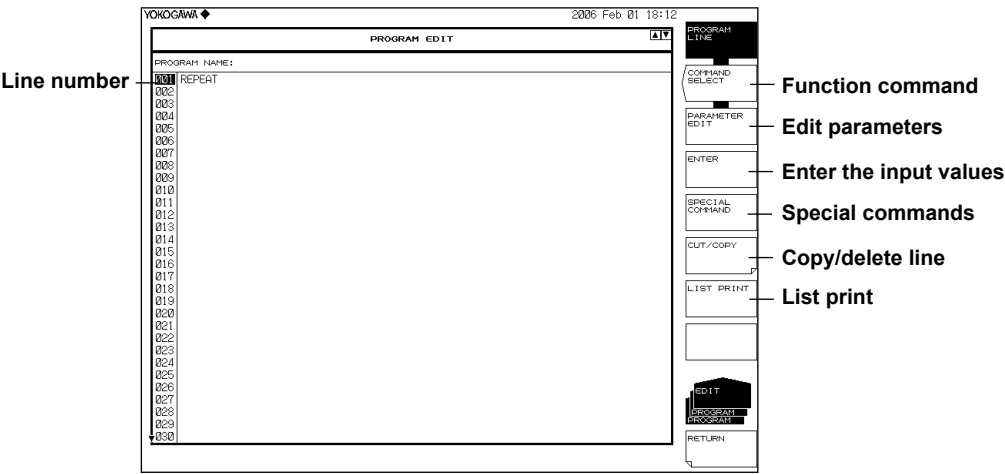 YOKOGAWA ◆ 2006 Feb 01 18:12
PROGRAM EDIT ▲▼
PROGRAM NAME:
Line number
001 REPEAT
002
003
004
005
006
007
008
009
010
011
012
013
014
015
016
017
018
019
020
021
022
023
024
025
026
027
028
029
030
PROGRAM
LINE
COMMAND
SELECT
Function command
PARAMETER
EDIT
Edit parameters
ENTER
Enter the input values
SPECIAL
COMMAND
Special commands
CUT/COPY
Copy/delete line
LIST PRINT
List print
EDIT
PROGRAM
PROGRAM
RETURN